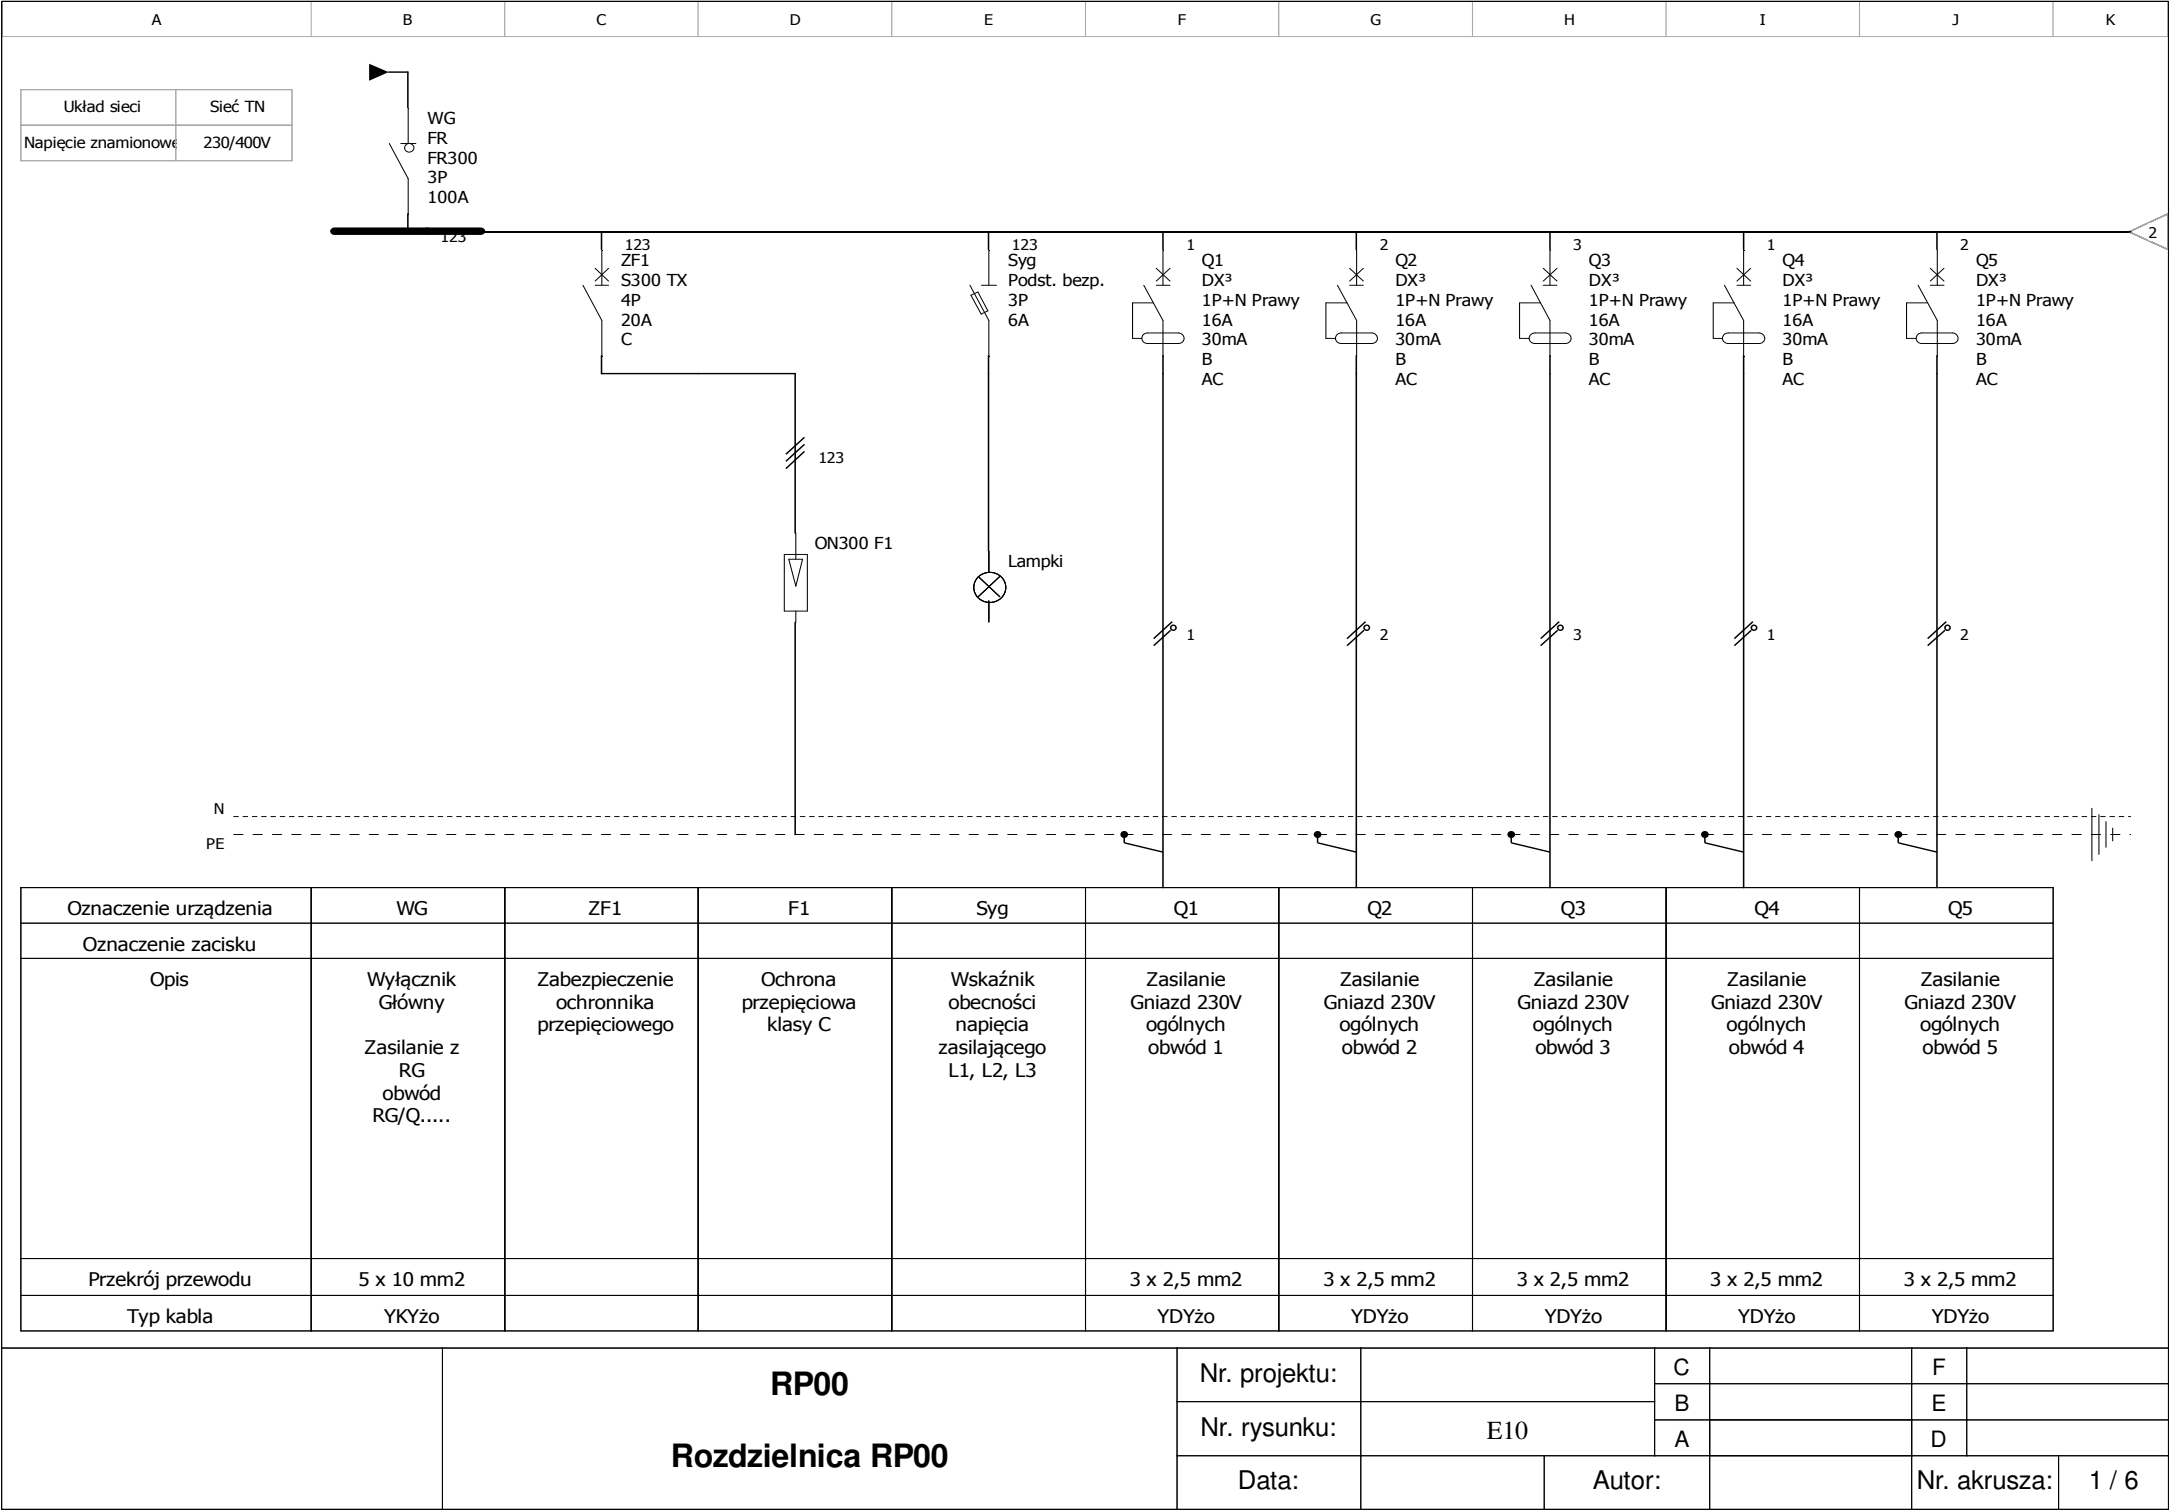 A B C D E F G H I J K
Układ sieci Sieć TN
Napięcie znamionowe 230/400V
WG
FR
FR300
3P
100A
123
2
123
ZF1
S300 TX
4P
20A
C
123
Syg
Podst. bezp.
3P
6A
1
Q1
DX³
1P+N Prawy
16A
30mA
B
AC
2
Q2
DX³
1P+N Prawy
16A
30mA
B
AC
3
Q3
DX³
1P+N Prawy
16A
30mA
B
AC
1
Q4
DX³
1P+N Prawy
16A
30mA
B
AC
2
Q5
DX³
1P+N Prawy
16A
30mA
B
AC
123
ON300 F1
Lampki
1 2 3 1 2
N
PE
Oznaczenie urządzenia WG ZF1 F1 Syg Q1 Q2 Q3 Q4 Q5
Oznaczenie zacisku
Opis
Wyłącznik
Główny
Zasilanie z
RG
obwód
RG/Q.....
Zabezpieczenie
ochronnika
przepięciowego
Ochrona
przepięciowa
klasy C
Wskaźnik
obecności
napięcia
zasilającego
L1, L2, L3
Zasilanie
Gniazd 230V
ogólnych
obwód 1
Zasilanie
Gniazd 230V
ogólnych
obwód 2
Zasilanie
Gniazd 230V
ogólnych
obwód 3
Zasilanie
Gniazd 230V
ogólnych
obwód 4
Zasilanie
Gniazd 230V
ogólnych
obwód 5
Przekrój przewodu 5 x 10 mm2 3 x 2,5 mm2 3 x 2,5 mm2 3 x 2,5 mm2 3 x 2,5 mm2 3 x 2,5 mm2
Typ kabla YKYżo YDYżo YDYżo YDYżo YDYżo YDYżo
RP00
Rozdzielnica RP00
Nr. projektu:
Nr. rysunku: E10
Data: Autor:
C F
B E
A D
Nr. akrusza: 1 / 6